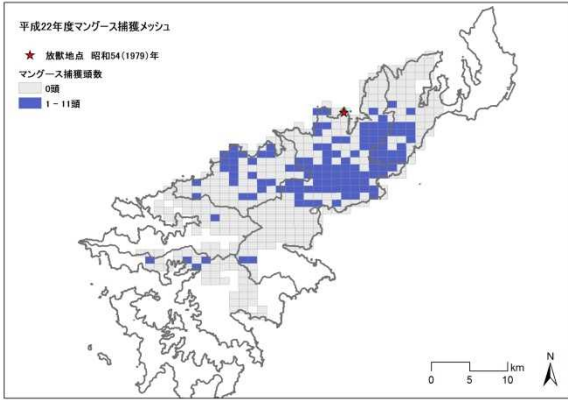 平成22年度マングース捕獲メッシュ
★ 放獣地点 昭和54(1979)年
マングース捕獲頭数
0頭
1 - 11頭
N
0 5 10 km